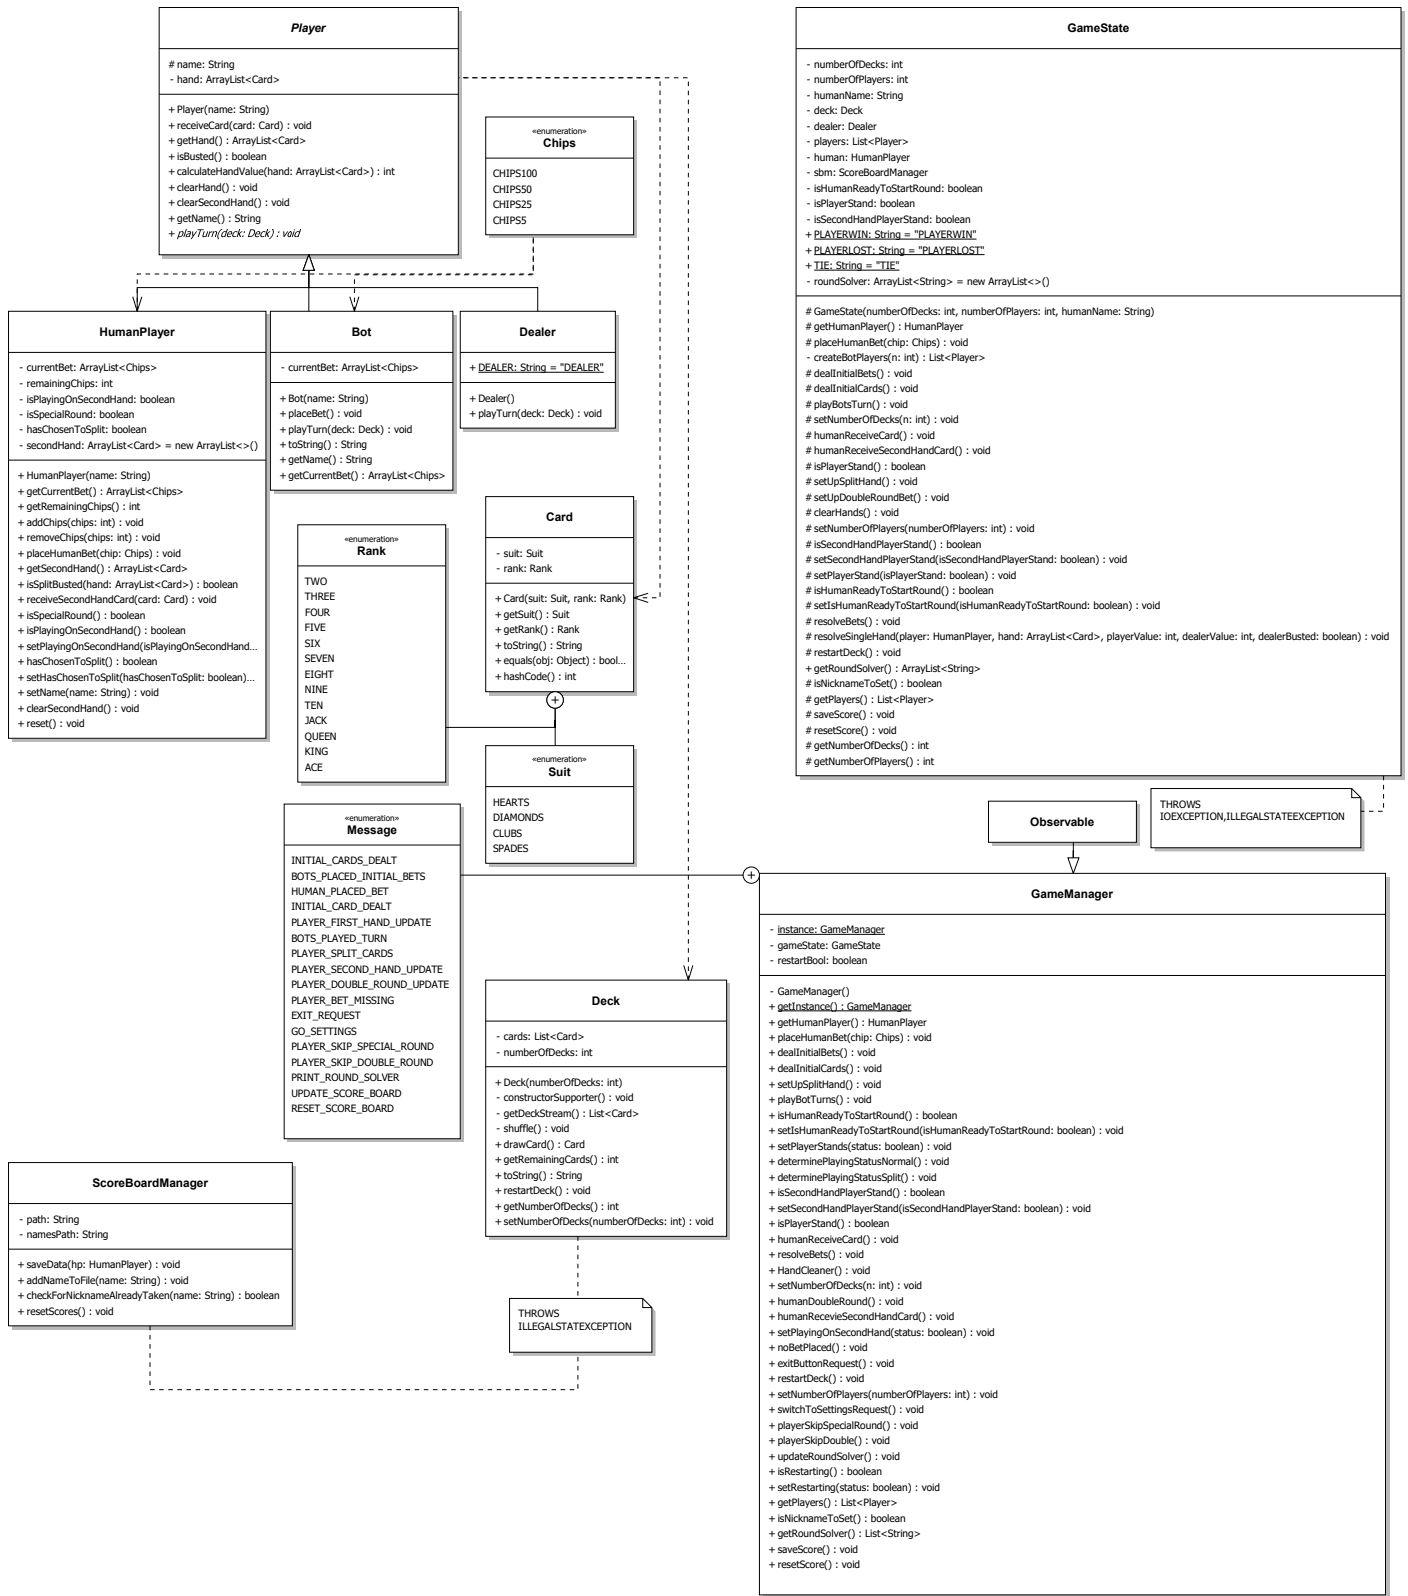 Player
# name: String
- hand: ArrayList<Card>
+ Player(name: String)
+ receiveCard(card: Card) : void
+ getHand() : ArrayList<Card>
+ isBusted() : boolean
+ calculateHandValue(hand: ArrayList<Card>) : int
+ clearHand() : void
+ clearSecondHand() : void
+ getName() : String
+ playTurn(deck: Deck) : void
«enumeration»
Chips
CHIPS100
CHIPS50
CHIPS25
CHIPS5
GameState
- numberOfDecks: int
- numberOfPlayers: int
- humanName: String
- deck: Deck
- dealer: Dealer
- players: List<Player>
- human: HumanPlayer
- sbm: ScoreBoardManager
- isHumanReadyToStartRound: boolean
- isPlayerStand: boolean
- isSecondHandPlayerStand: boolean
+ PLAYERWIN: String = "PLAYERWIN"
+ PLAYERLOST: String = "PLAYERLOST"
+ TIE: String = "TIE"
- roundSolver: ArrayList<String> = new ArrayList<>()
# GameState(numberOfDecks: int, numberOfPlayers: int, humanName: String)
# getHumanPlayer() : HumanPlayer
# placeHumanBet(chip: Chips) : void
- createBotPlayers(n: int) : List<Player>
# dealInitialBets() : void
# dealInitialCards() : void
# playBotsTurn() : void
# setNumberOfDecks(n: int) : void
# humanReceiveCard() : void
# humanReceiveSecondHandCard() : void
# isPlayerStand() : boolean
# setUpSplitHand() : void
# setUpDoubleRoundBet() : void
# clearHands() : void
# setNumberOfPlayers(numberOfPlayers: int) : void
# isSecondHandPlayerStand() : boolean
# setSecondHandPlayerStand(isSecondHandPlayerStand: boolean) : void
# setPlayerStand(isPlayerStand: boolean) : void
# isHumanReadyToStartRound() : boolean
# setIsHumanReadyToStartRound(isHumanReadyToStartRound: boolean) : void
# resolveBets() : void
# resolveSingleHand(player: HumanPlayer, hand: ArrayList<Card>, playerValue: int, dealerValue: int, dealerBusted: boolean) : void
# restartDeck() : void
+ getRoundSolver() : ArrayList<String>
# isNicknameToSet() : boolean
# getPlayers() : List<Player>
# saveScore() : void
# resetScore() : void
# getNumberOfDecks() : int
# getNumberOfPlayers() : int
HumanPlayer
- currentBet: ArrayList<Chips>
- remainingChips: int
- isPlayingOnSecondHand: boolean
- isSpecialRound: boolean
- hasChosenToSplit: boolean
- secondHand: ArrayList<Card> = new ArrayList<>()
+ HumanPlayer(name: String)
+ getCurrentBet() : ArrayList<Chips>
+ getRemainingChips() : int
+ addChips(chips: int) : void
+ removeChips(chips: int) : void
+ placeHumanBet(chip: Chips) : void
+ getSecondHand() : ArrayList<Card>
+ isSplitBusted(hand: ArrayList<Card>) : boolean
+ receiveSecondHandCard(card: Card) : void
+ isSpecialRound() : boolean
+ isPlayingOnSecondHand() : boolean
+ setPlayingOnSecondHand(isPlayingOnSecondHand...
+ hasChosenToSplit() : boolean
+ setHasChosenToSplit(hasChosenToSplit: boolean)...
+ setName(name: String) : void
+ clearSecondHand() : void
+ reset() : void
Bot
- currentBet: ArrayList<Chips>
+ Bot(name: String)
+ placeBet() : void
+ playTurn(deck: Deck) : void
+ toString() : String
+ getName() : String
+ getCurrentBet() : ArrayList<Chips>
Dealer
+ DEALER: String = "DEALER"
+ Dealer()
+ playTurn(deck: Deck) : void
Card
- suit: Suit
- rank: Rank
+ Card(suit: Suit, rank: Rank)
+ getSuit() : Suit
+ getRank() : Rank
+ toString() : String
+ equals(obj: Object) : bool...
+ hashCode() : int
«enumeration»
Rank
TWO
THREE
FOUR
FIVE
SIX
SEVEN
EIGHT
NINE
TEN
JACK
QUEEN
KING
ACE
«enumeration»
Suit
HEARTS
DIAMONDS
CLUBS
SPADES
THROWS
IOEXCEPTION,ILLEGALSTATEEXCEPTION
Observable
«enumeration»
Message
INITIAL_CARDS_DEALT
BOTS_PLACED_INITIAL_BETS
HUMAN_PLACED_BET
INITIAL_CARD_DEALT
PLAYER_FIRST_HAND_UPDATE
BOTS_PLAYED_TURN
PLAYER_SPLIT_CARDS
PLAYER_SECOND_HAND_UPDATE
PLAYER_DOUBLE_ROUND_UPDATE
PLAYER_BET_MISSING
EXIT_REQUEST
GO_SETTINGS
PLAYER_SKIP_SPECIAL_ROUND
PLAYER_SKIP_DOUBLE_ROUND
PRINT_ROUND_SOLVER
UPDATE_SCORE_BOARD
RESET_SCORE_BOARD
GameManager
- instance: GameManager
- gameState: GameState
- restartBool: boolean
- GameManager()
+ getInstance() : GameManager
+ getHumanPlayer() : HumanPlayer
+ placeHumanBet(chip: Chips) : void
+ dealInitialBets() : void
+ dealInitialCards() : void
+ setUpSplitHand() : void
+ playBotTurns() : void
+ isHumanReadyToStartRound() : boolean
+ setIsHumanReadyToStartRound(isHumanReadyToStartRound: boolean) : void
+ setPlayerStands(status: boolean) : void
+ determinePlayingStatusNormal() : void
+ determinePlayingStatusSplit() : void
+ isSecondHandPlayerStand() : boolean
+ setSecondHandPlayerStand(isSecondHandPlayerStand: boolean) : void
+ isPlayerStand() : boolean
+ humanReceiveCard() : void
+ resolveBets() : void
+ HandCleaner() : void
+ setNumberOfDecks(n: int) : void
+ humanDoubleRound() : void
+ humanRecevieSecondHandCard() : void
+ setPlayingOnSecondHand(status: boolean) : void
+ noBetPlaced() : void
+ exitButtonRequest() : void
+ restartDeck() : void
+ setNumberOfPlayers(numberOfPlayers: int) : void
+ switchToSettingsRequest() : void
+ playerSkipSpecialRound() : void
+ playerSkipDouble() : void
+ updateRoundSolver() : void
+ isRestarting() : boolean
+ setRestarting(status: boolean) : void
+ getPlayers() : List<Player>
+ isNicknameToSet() : boolean
+ getRoundSolver() : List<String>
+ saveScore() : void
+ resetScore() : void
Deck
- cards: List<Card>
- numberOfDecks: int
+ Deck(numberOfDecks: int)
- constructorSupporter() : void
- getDeckStream() : List<Card>
- shuffle() : void
+ drawCard() : Card
+ getRemainingCards() : int
+ toString() : String
+ restartDeck() : void
+ getNumberOfDecks() : int
+ setNumberOfDecks(numberOfDecks: int) : void
ScoreBoardManager
- path: String
- namesPath: String
+ saveData(hp: HumanPlayer) : void
+ addNameToFile(name: String) : void
+ checkForNicknameAlreadyTaken(name: String) : boolean
+ resetScores() : void
THROWS
ILLEGALSTATEXCEPTION